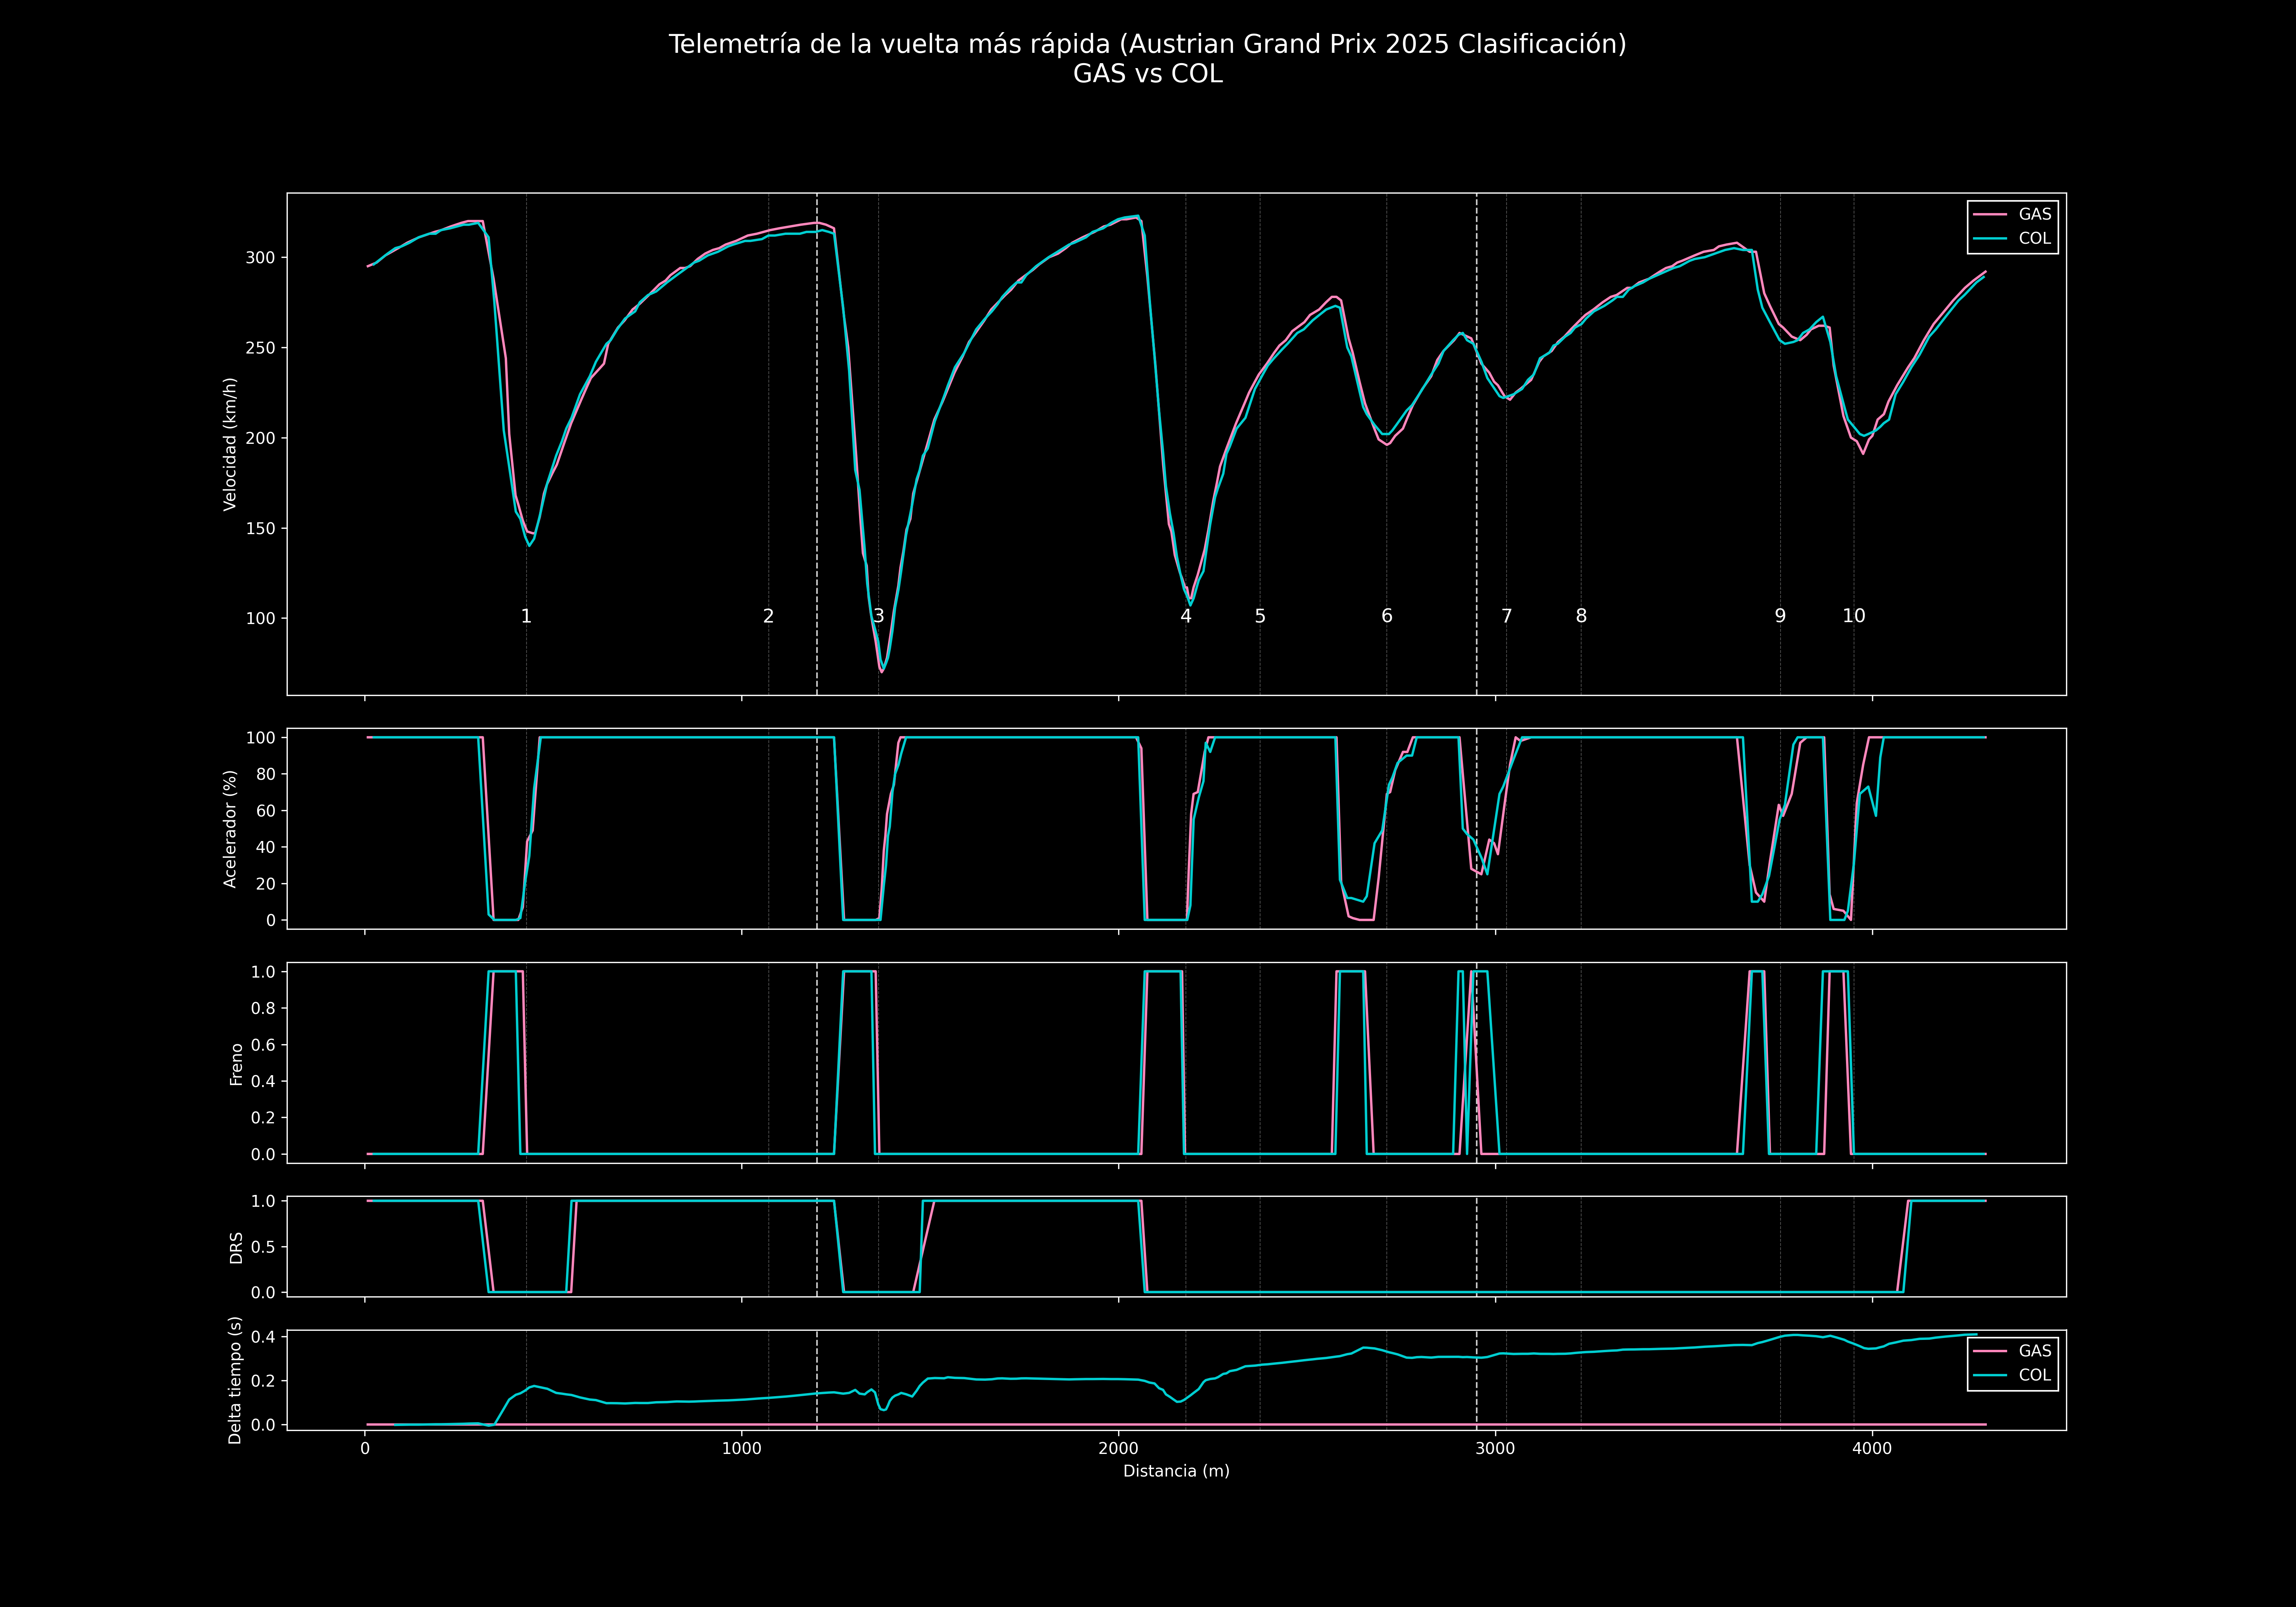 Telemetría de la vuelta más rápida (Austrian Grand Prix 2025 Clasificación)
GAS vs COL
GAS
COL
Velocidad (km/h)
300
250
200
150
100
1 2 3 4 5 6 7 8 9 10
Acelerador (%)
100
80
60
40
20
0
Freno
1.0
0.8
0.6
0.4
0.2
0.0
DRS
1.0
0.5
0.0
Delta tiempo (s)
0.4
0.2
0.0
GAS
COL
0 1000 2000 3000 4000
Distancia (m)